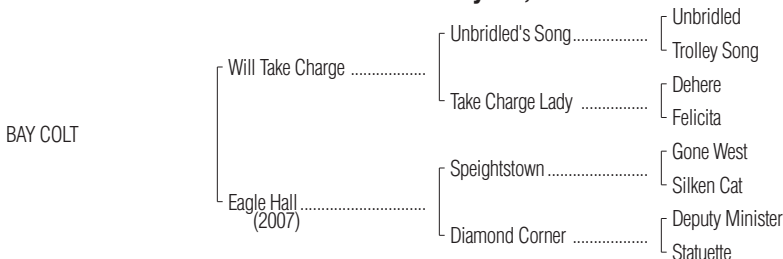 Unbridled
Unbridled's Song..................
Trolley Song
Will Take Charge ..................
Dehere
Take Charge Lady ................
Felicita
BAY COLT
Gone West
Speightstown........................
Silken Cat
Eagle Hall..............................
(2007)
Deputy Minister
Diamond Corner ..................
Statuette